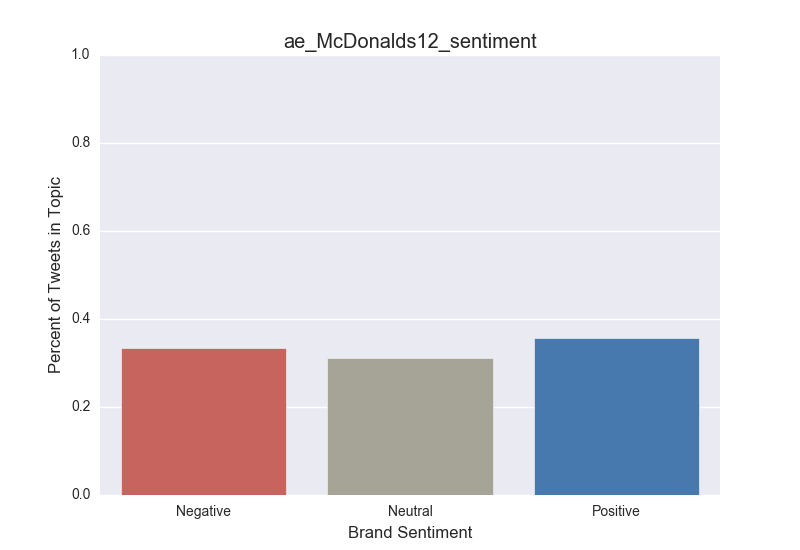 ae_McDonalds12_sentiment
1.0
0.8
0.6
0.4
0.2
0.0
Percent of Tweets in Topic
Negative Neutral Positive
Brand Sentiment